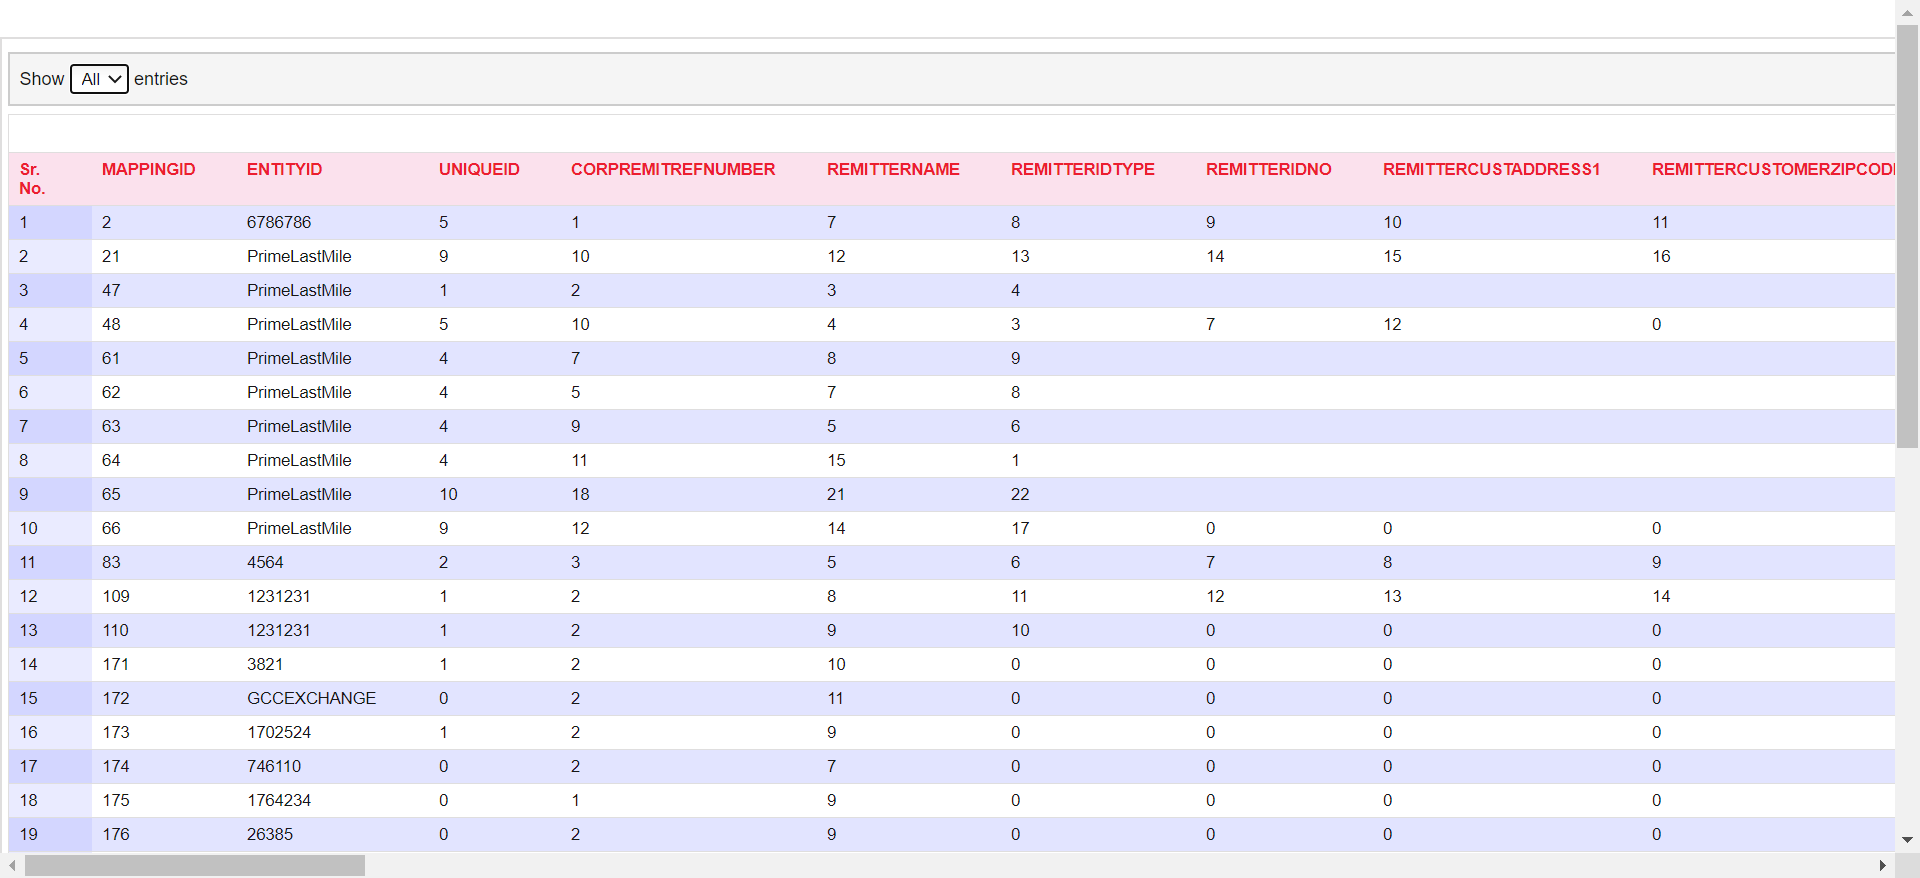 Show All entries
Sr. No. MAPPINGID ENTITYID UNIQUEID CORPREMITREFNUMBER REMITTERNAME REMITTERIDTYPE REMITTERIDNO REMITTERCUSTADDRESS1 REMITTERCUSTOMERZIPCOD
1 2 6786786 5 1 7 8 9 10 11
2 21 PrimeLastMile 9 10 12 13 14 15 16
3 47 PrimeLastMile 1 2 3 4
4 48 PrimeLastMile 5 10 4 3 7 12 0
5 61 PrimeLastMile 4 7 8 9
6 62 PrimeLastMile 4 5 7 8
7 63 PrimeLastMile 4 9 5 6
8 64 PrimeLastMile 4 11 15 1
9 65 PrimeLastMile 10 18 21 22
10 66 PrimeLastMile 9 12 14 17 0 0 0
11 83 4564 2 3 5 6 7 8 9
12 109 1231231 1 2 8 11 12 13 14
13 110 1231231 1 2 9 10 0 0 0
14 171 3821 1 2 10 0 0 0 0
15 172 GCCEXCHANGE 0 2 11 0 0 0 0
16 173 1702524 1 2 9 0 0 0 0
17 174 746110 0 2 7 0 0 0 0
18 175 1764234 0 1 9 0 0 0 0
19 176 26385 0 2 9 0 0 0 0